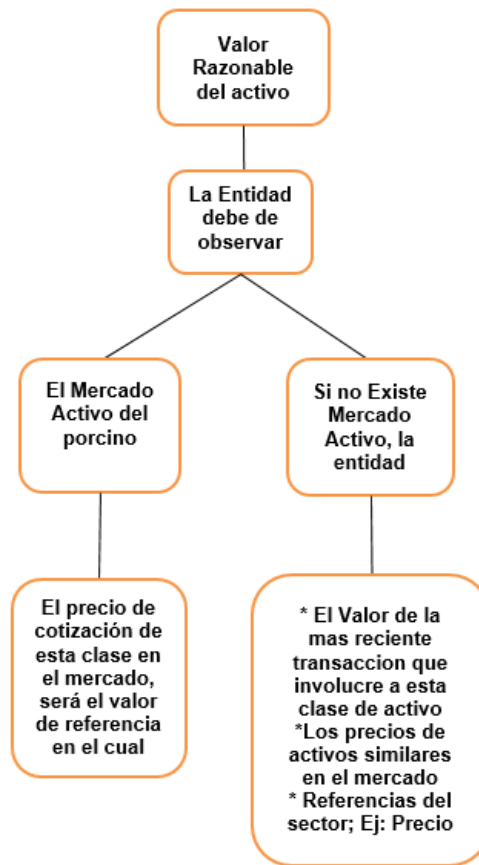 Valor
Razonable
del activo
La Entidad
debe de
observar
El Mercado
Activo del
porcino
Si no Existe
Mercado
Activo, la
entidad
El precio de
cotización de
esta clase en
el mercado,
será el valor
de referencia
en el cual
* El Valor de la
mas reciente
transaccion que
involucre a esta
clase de activo
*Los precios de
activos similares
en el mercado
* Referencias del
sector; Ej: Precio